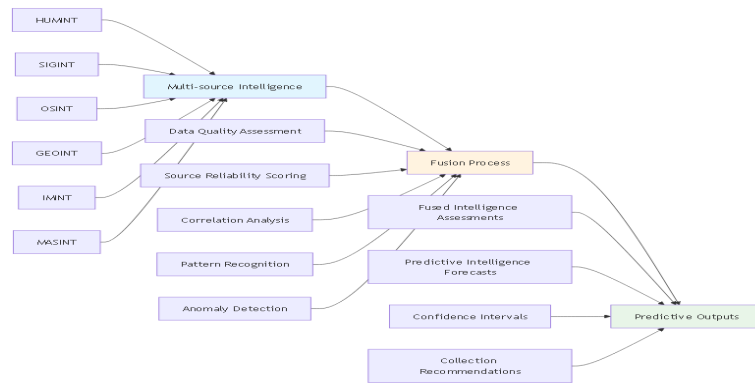 HUMINT
SIGINT
OSINT
GEOINT
IMINT
MASINT
Multi-source Intelligence
Data Quality Assessment
Source Reliability Scoring
Correlation Analysis
Pattern Recognition
Anomaly Detection
Fusion Process
Fused Intelligence
Assessments
Predictive Intelligence
Forecasts
Confidence Intervals
Collection
Recommendations
Predictive Outputs